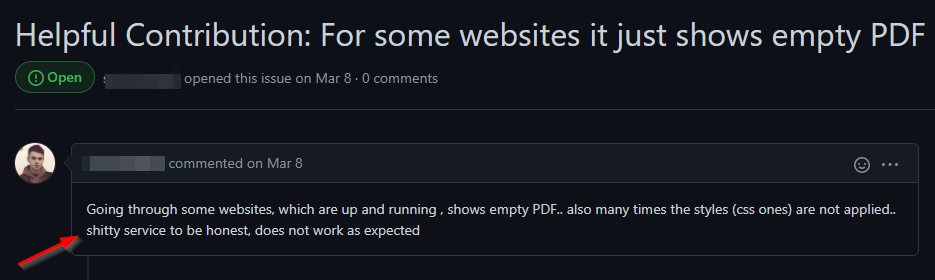 Helpful Contribution: For some websites it just shows empty PDF
Open opened this issue on Mar 8 · 0 comments
commented on Mar 8
Going through some websites, which are up and running , shows empty PDF.. also many times the styles (css ones) are not applied..
shitty service to be honest, does not work as expected